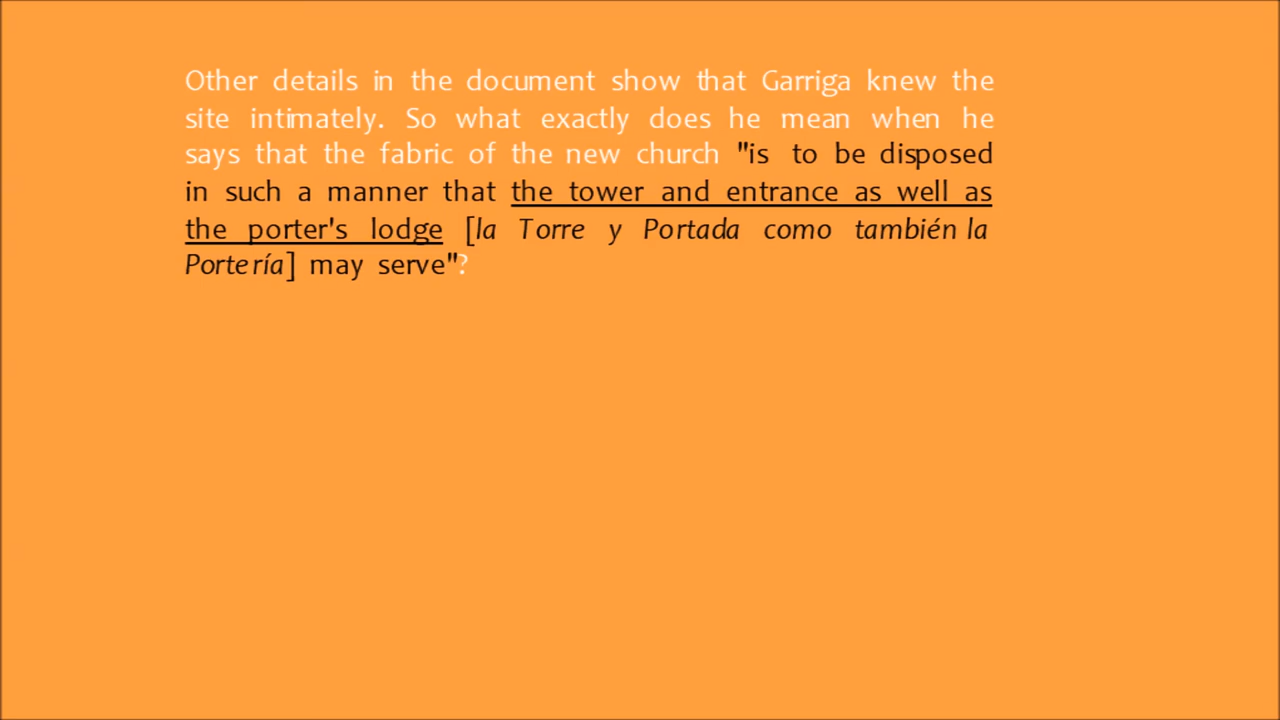 Other details in the document show that Garriga knew the
site intimately. So what exactly does he mean when he
says that the fabric of the new church "is to be disposed
in such a manner that the tower and entrance as well as
the porter's lodge [la Torre y Portada como también la
Portería] may serve"?